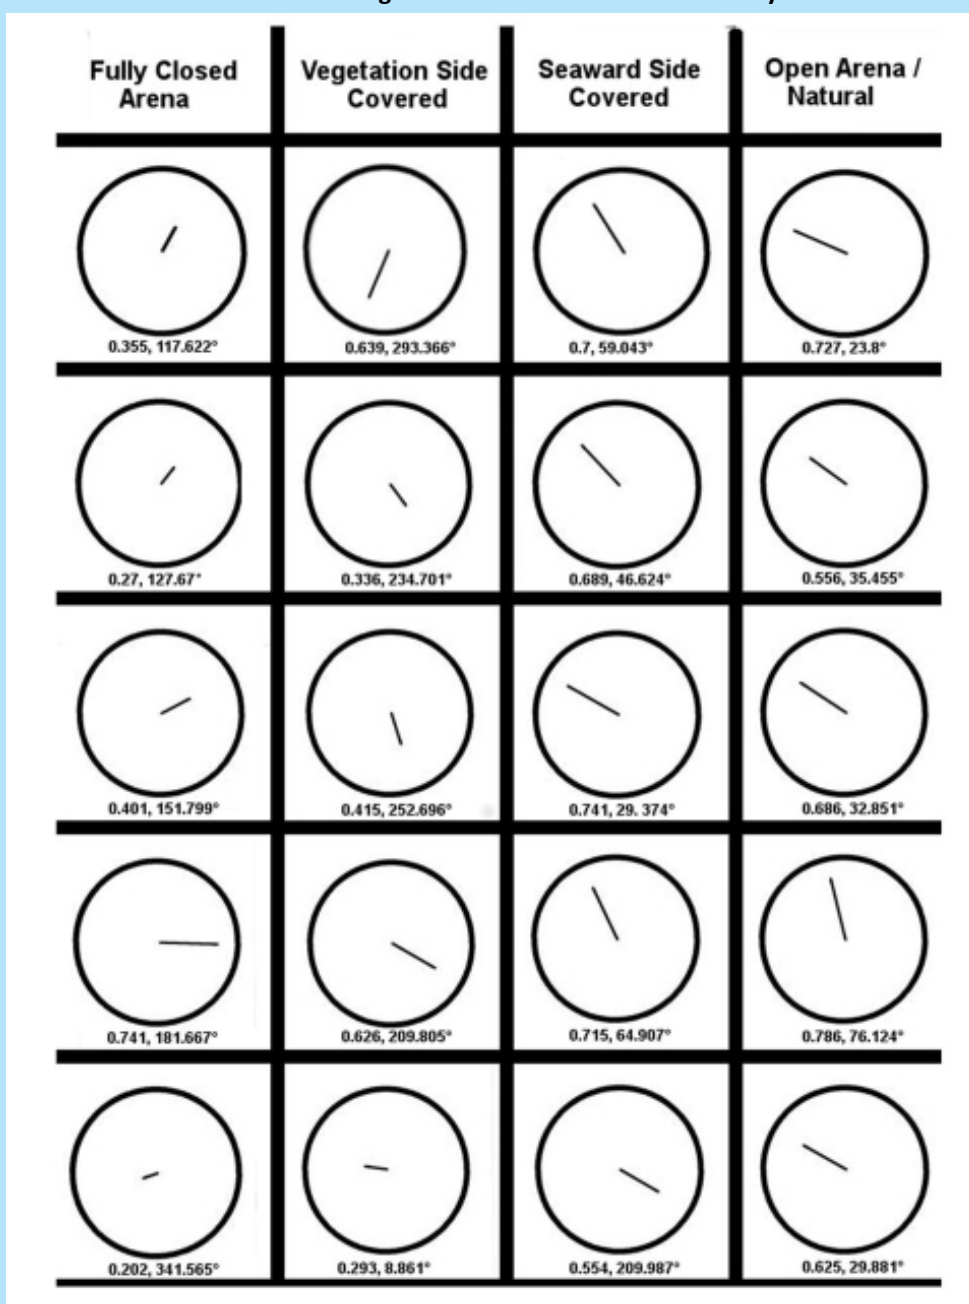 Fully Closed
Arena
Vegetation Side
Covered
Seaward Side
Covered
Open Arena /
Natural
0.355, 117.622°
0.639, 293.366°
0.7, 59.043°
0.727, 23.8°
0.27, 127.67°
0.336, 234.701°
0.689, 46.624°
0.556, 35.455°
0.401, 151.799°
0.415, 252.696°
0.741, 29. 374°
0.686, 32.851°
0.741, 181.667°
0.626, 209.805°
0.715, 64.907°
0.786, 76.124°
0.202, 341.565°
0.293, 8.861°
0.554, 209.987°
0.625, 29.881°